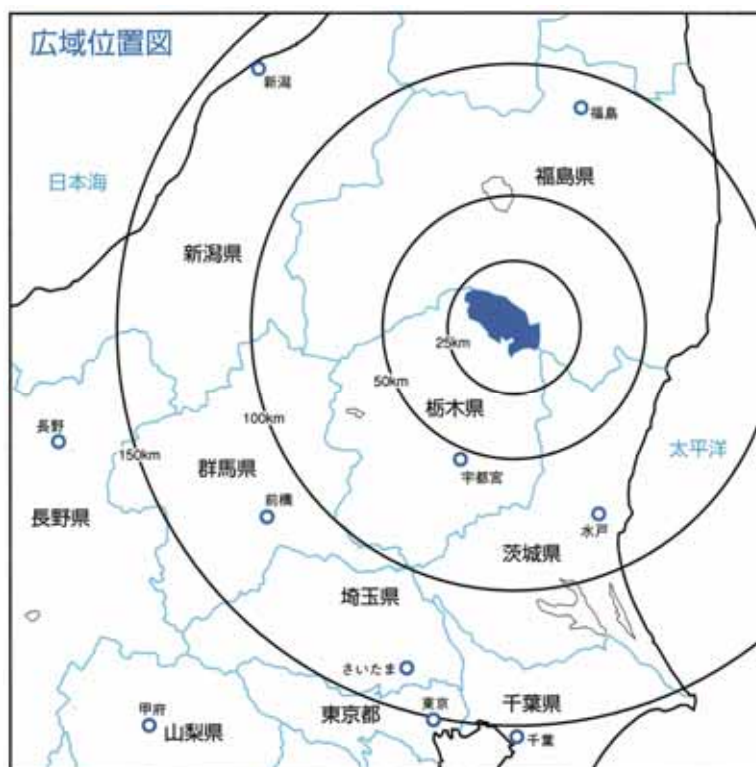 広域位置図
新潟
福島
日本海
福島県
新潟県
25km
50km
栃木県
100km
長野
150km
太平洋
群馬県
宇都宮
前橋
長野県
水戸
茨城県
埼玉県
さいたま
千葉県
東京都
東京
甲府
山梨県
千葉